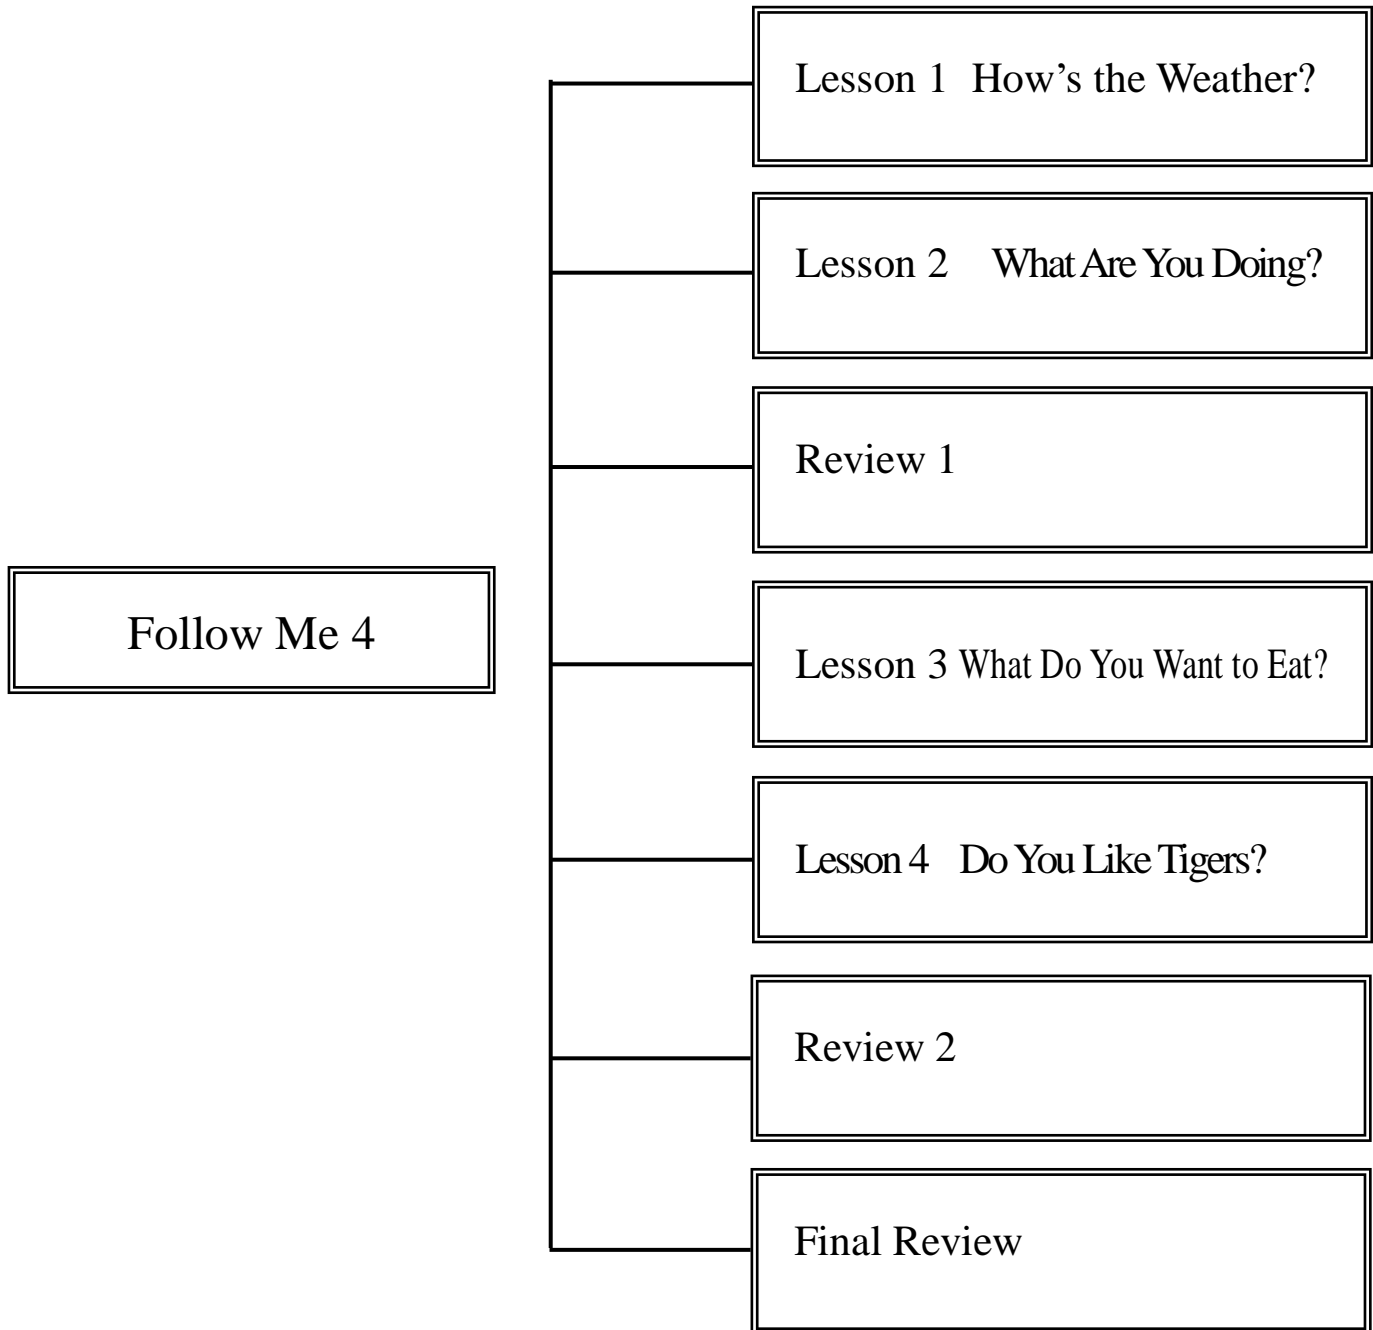 Lesson 1 How’s the Weather?
Lesson 2 What Are You Doing?
Review 1
Follow Me 4
Lesson 3 What Do You Want to Eat?
Lesson 4 Do You Like Tigers?
Review 2
Final Review